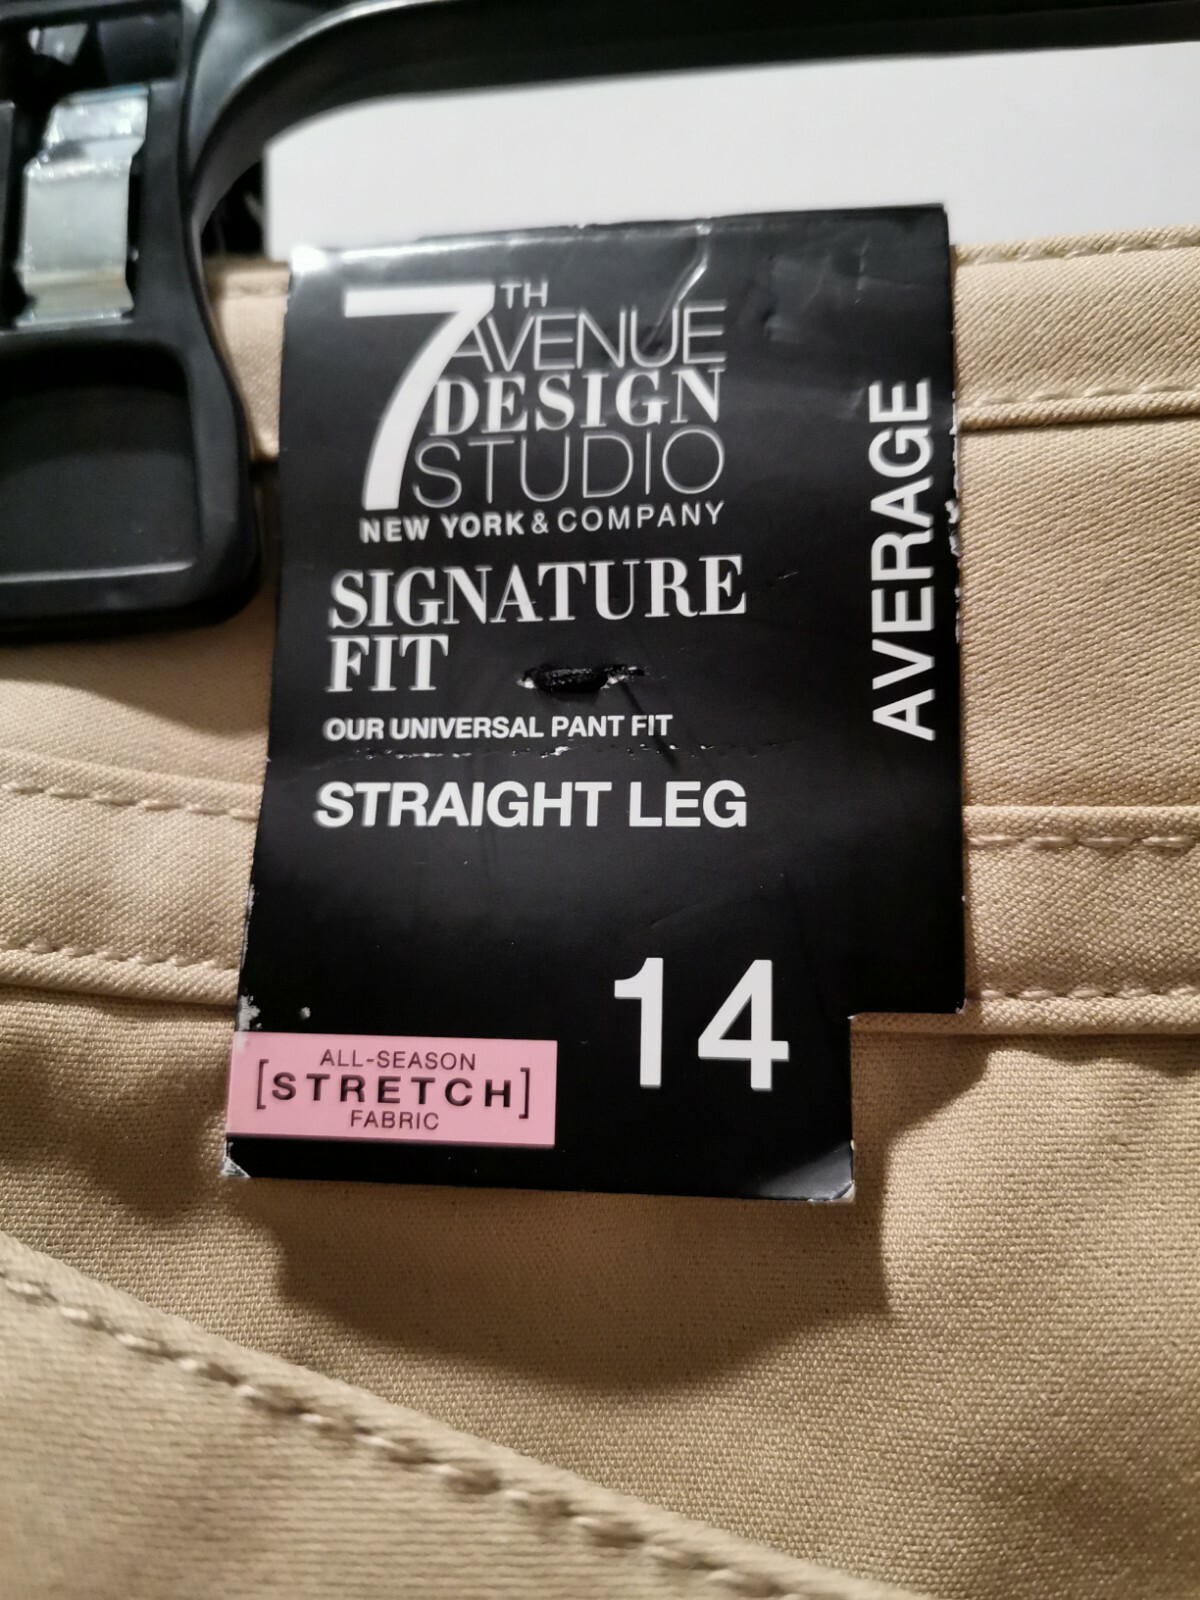 7TH
AVENUE
DESIGN
STUDIO
NEW YORK & COMPANY
SIGNATURE
FIT
OUR UNIVERSAL PANT FIT
STRAIGHT LEG
14
ALL-SEASON
[STRETCH]
FABRIC
AVERAGE